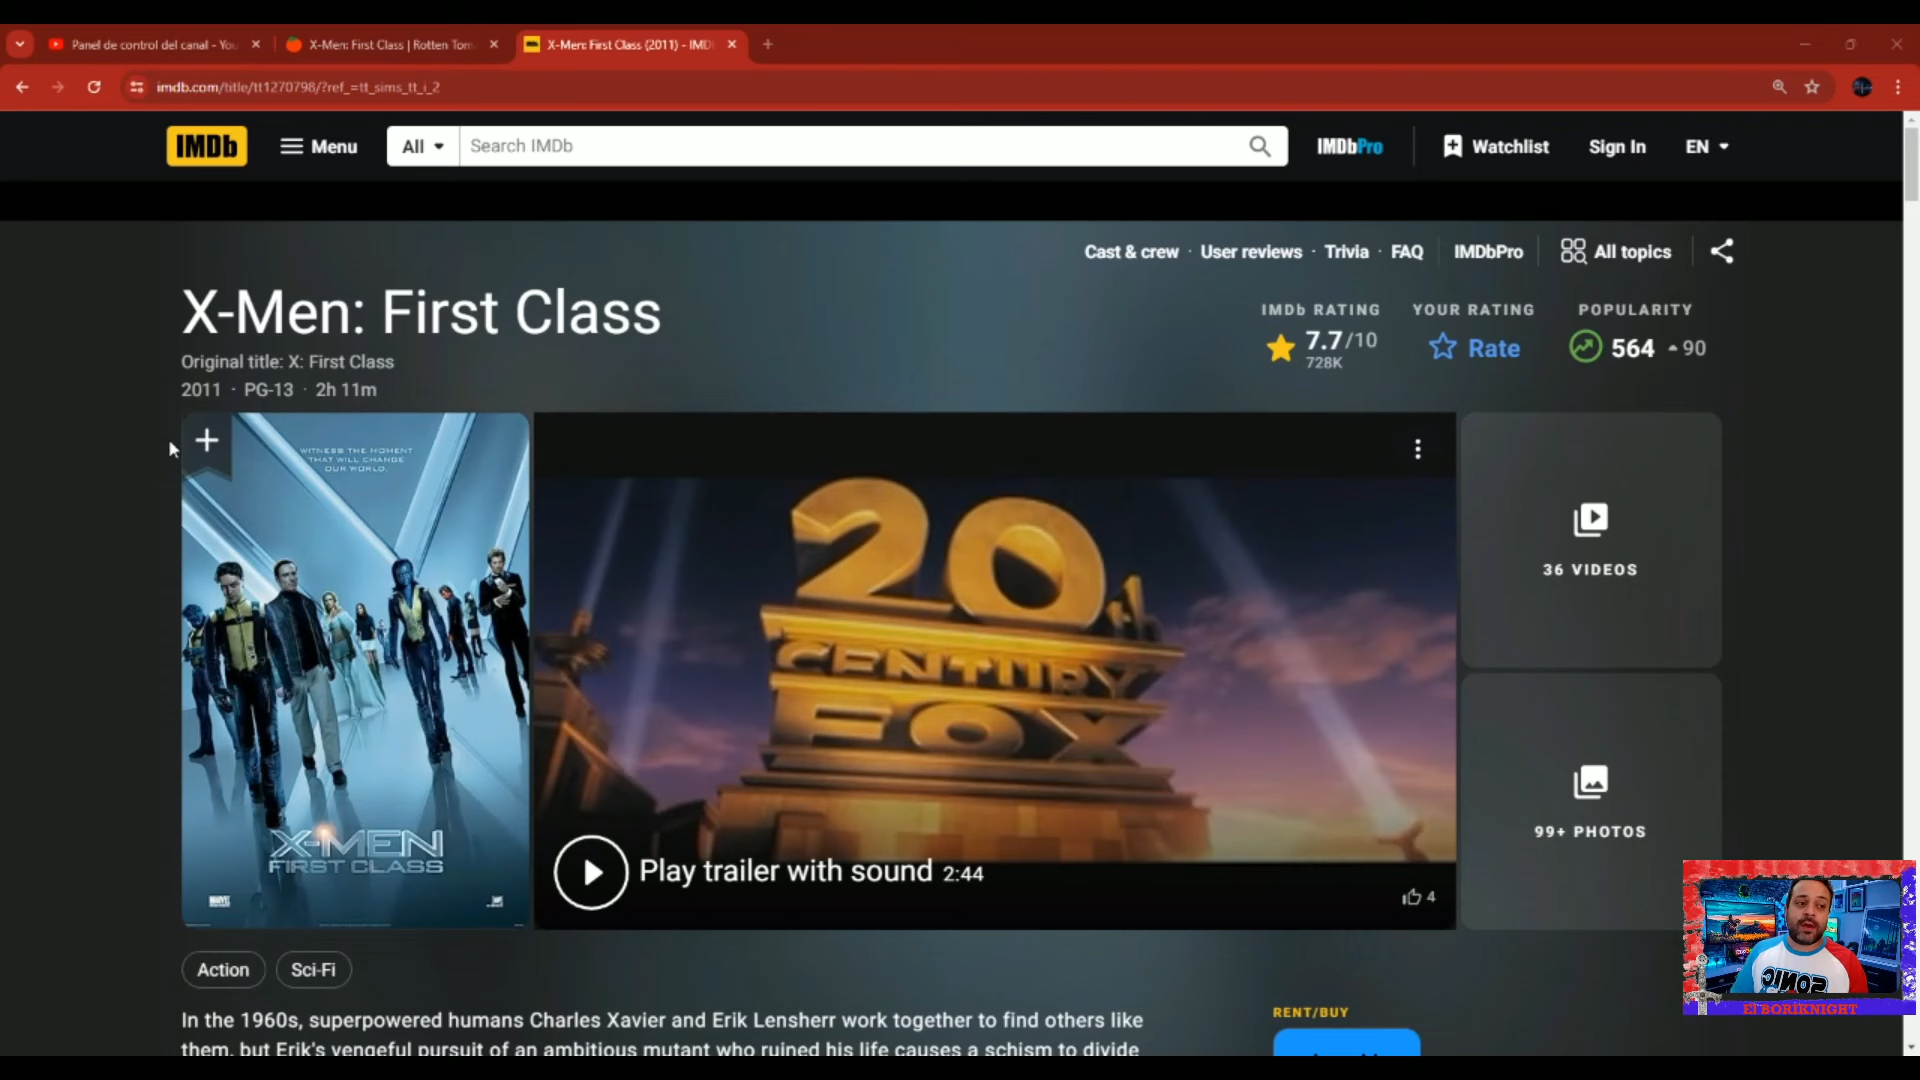 Panel de control del canal - You
X-Men: First Class | Rotten Tom
X-Men: First Class (2011) - IMD
imdb.com/title/tt1270798/?ref_=tt_sims_tt_i_2
IMDb
Menu
All
Search IMDb
IMDbPro
Watchlist
Sign In
EN
Cast & crew · User reviews · Trivia · FAQ
IMDbPro
All topics
X-Men: First Class
Original title: X: First Class
2011 · PG-13 · 2h 11m
IMDb RATING
7.7/10
728K
YOUR RATING
Rate
POPULARITY
564
90
WITNESS THE MOMENT
THAT WILL CHANGE
OUR WORLD.
X-MEN
FIRST CLASS
MARVEL
20th
CENTURY
FOX
Play trailer with sound 2:44
4
36 VIDEOS
99+ PHOTOS
Action
Sci-Fi
In the 1960s, superpowered humans Charles Xavier and Erik Lensherr work together to find others like
them, but Erik's vengeful pursuit of an ambitious mutant who ruined his life causes a schism to divide
RENT/BUY
SONIC
El BORIKNIGHT